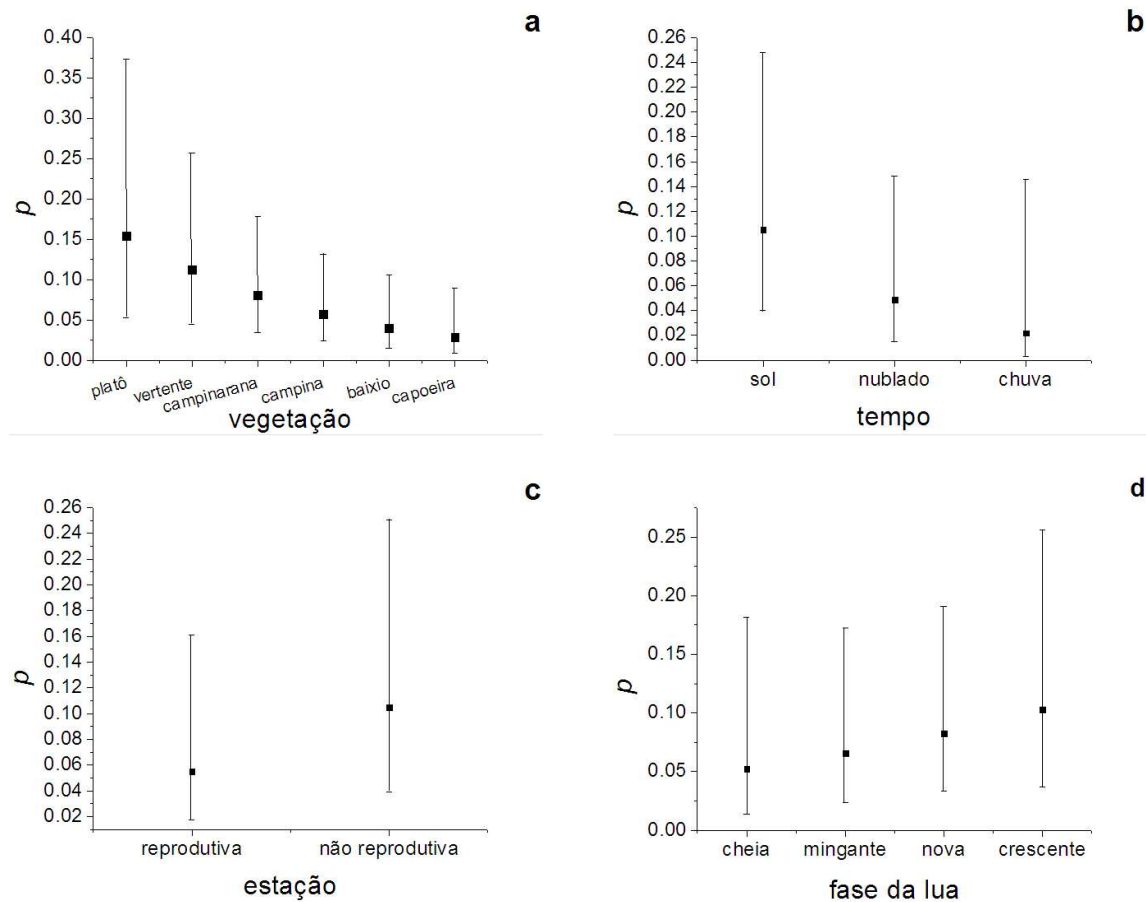 a
0.40
0.35
0.30
0.25
0.20
0.15
0.10
0.05
0.00
p
platô
vertente
campinarana
campina
baixio
capoeira
vegetação
b
0.26
0.24
0.22
0.20
0.18
0.16
0.14
0.12
0.10
0.08
0.06
0.04
0.02
0.00
p
sol nublado chuva
tempo
c
0.26
0.24
0.22
0.20
0.18
0.16
0.14
0.12
0.10
0.08
0.06
0.04
0.02
p
reprodutiva não reprodutiva
estação
d
0.25
0.20
0.15
0.10
0.05
0.00
p
cheia mingante nova crescente
fase da lua